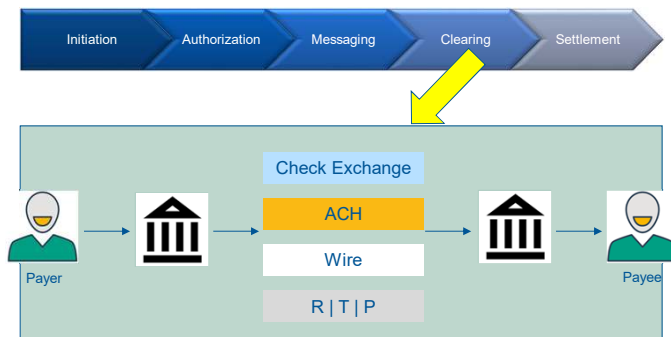 Initiation
Authorization
Messaging
Clearing
Settlement
Check Exchange
ACH
Wire
R | T | P
Payer
Payee